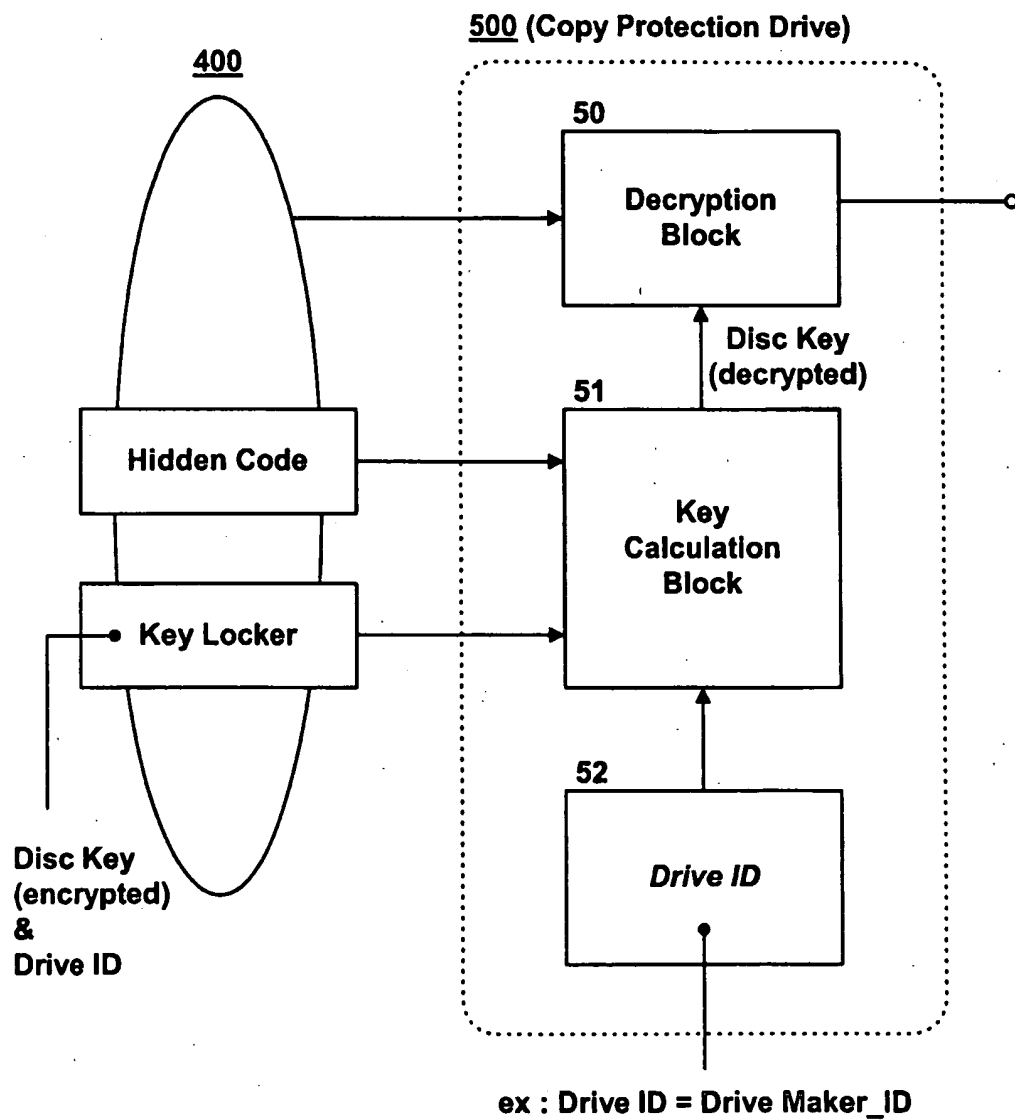 500 (Copy Protection Drive)
400
50
Decryption
Block
Disc Key
(decrypted)
51
Hidden Code
Key
Calculation
Block
Key Locker
52
Drive ID
Disc Key
(encrypted)
&
Drive ID
ex : Drive ID = Drive Maker_ID